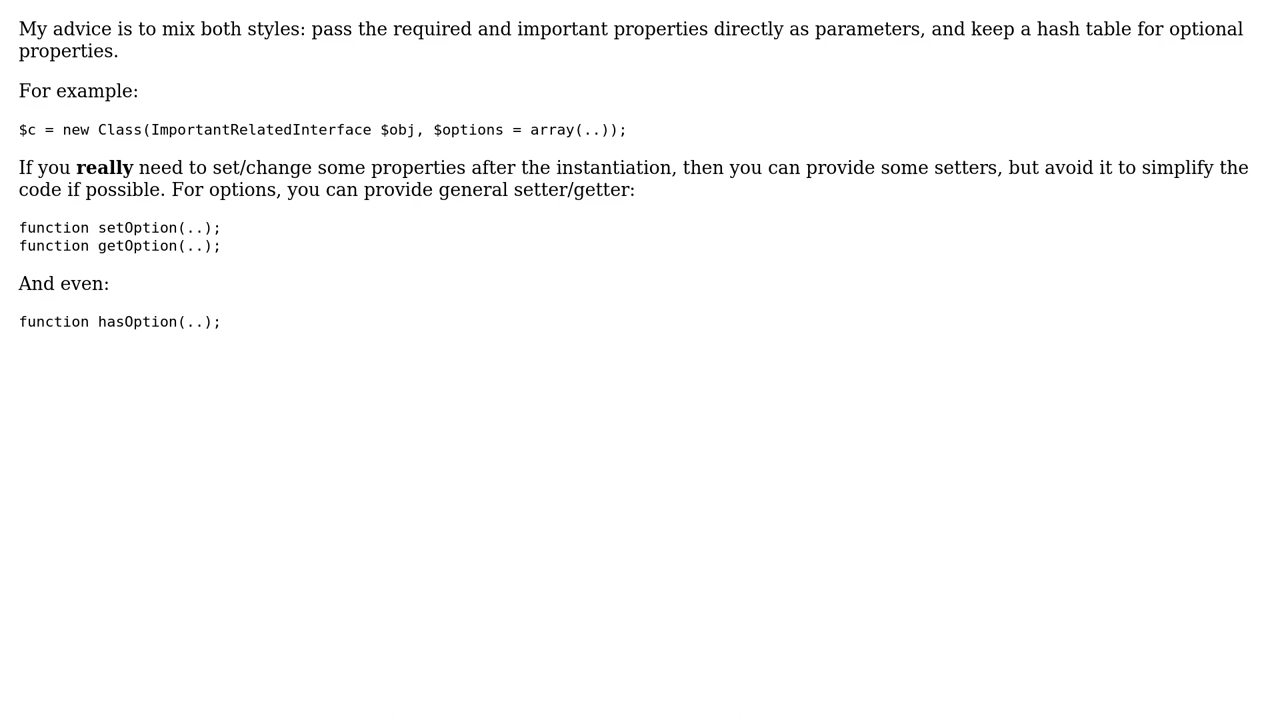 My advice is to mix both styles: pass the required and important properties directly as parameters, and keep a hash table for optional
properties.
For example:
$c = new Class(ImportantRelatedInterface $obj, $options = array(..));
If you really need to set/change some properties after the instantiation, then you can provide some setters, but avoid it to simplify the
code if possible. For options, you can provide general setter/getter:
function setOption(..);
function getOption(..);
And even:
function hasOption(..);